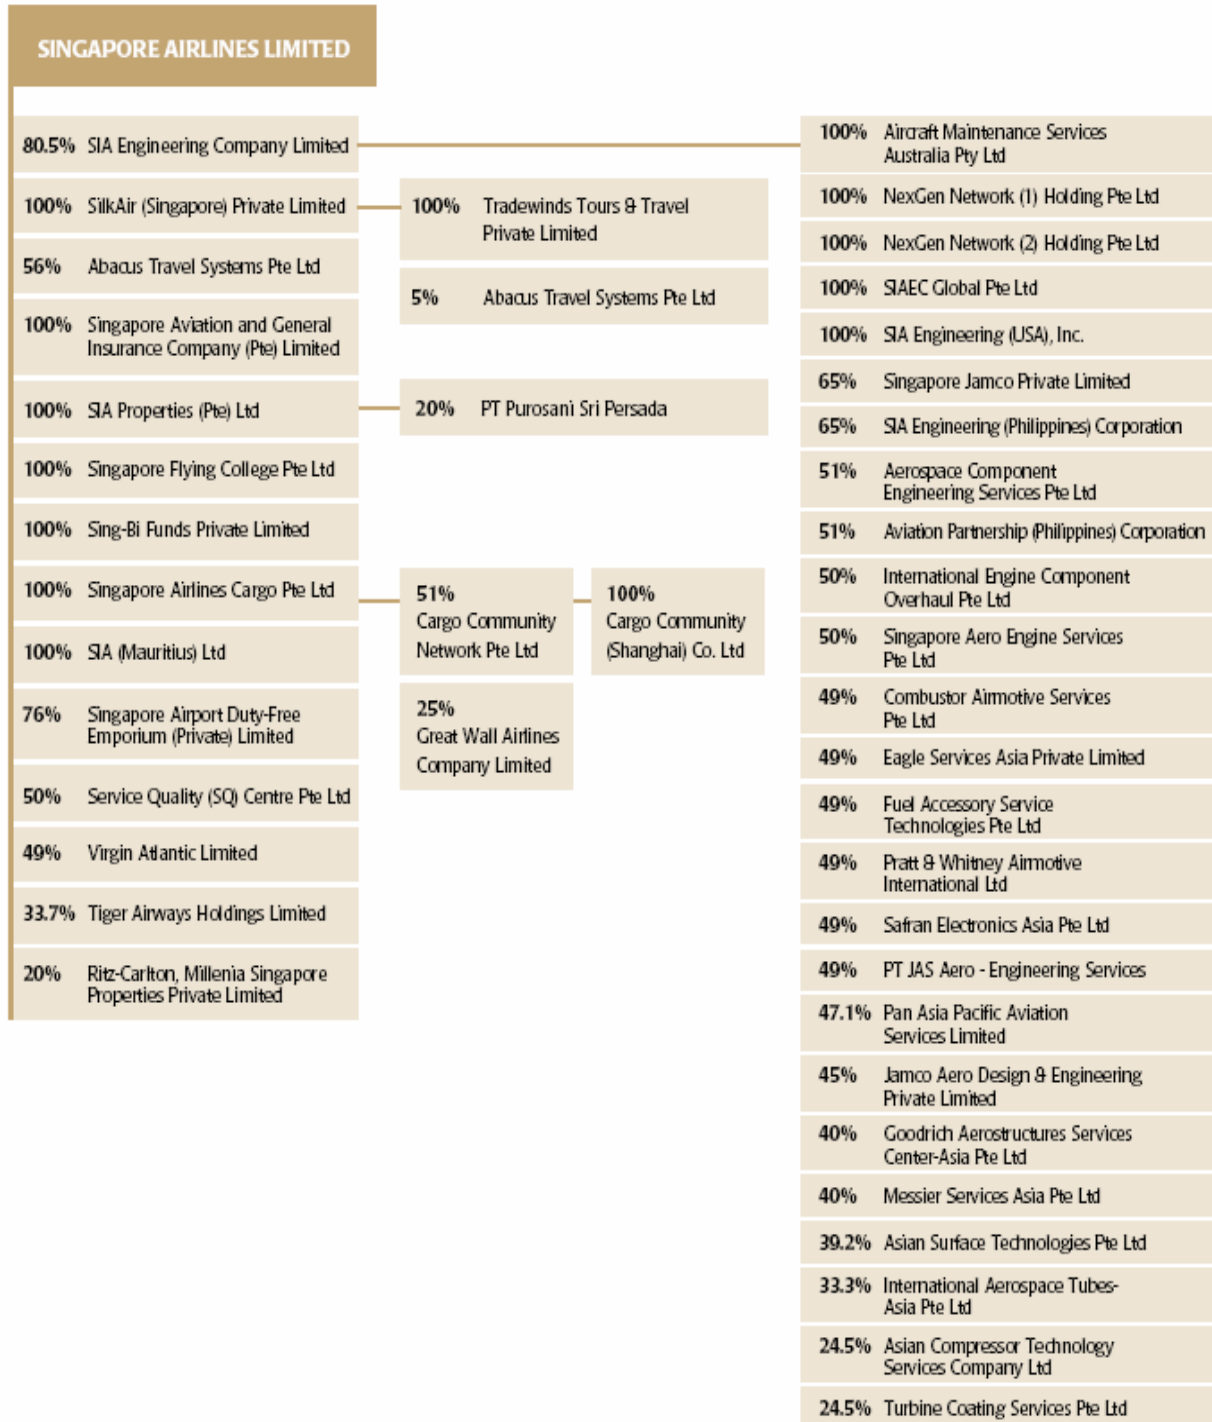 SINGAPORE AIRLINES LIMITED
80.5% SIA Engineering Company Limited
100% SilkAir (Singapore) Private Limited
56% Abacus Travel Systems Pte Ltd
100% Singapore Aviation and General
Insurance Company (Pte) Limited
100% SIA Properties (Pte) Ltd
100% Singapore Flying College Pte Ltd
100% Sing-Bi Funds Private Limited
100% Singapore Airlines Cargo Pte Ltd
100% SIA (Mauritius) Ltd
76% Singapore Airport Duty-Free
Emporium (Private) Limited
50% Service Quality (SQ) Centre Pte Ltd
49% Virgin Atlantic Limited
33.7% Tiger Airways Holdings Limited
20% Ritz-Carlton, Millenia Singapore
Properties Private Limited
100% Tradewinds Tours & Travel
Private Limited
5% Abacus Travel Systems Pte Ltd
20% PT Purosani Sri Persada
51%
Cargo Community
Network Pte Ltd
100%
Cargo Community
(Shanghai) Co. Ltd
25%
Great Wall Airlines
Company Limited
100% Aircraft Maintenance Services
Australia Pty Ltd
100% NexGen Network (1) Holding Pte Ltd
100% NexGen Network (2) Holding Pte Ltd
100% SIAEC Global Pte Ltd
100% SIA Engineering (USA), Inc.
65% Singapore Jamco Private Limited
65% SIA Engineering (Philippines) Corporation
51% Aerospace Component
Engineering Services Pte Ltd
51% Aviation Partnership (Philippines) Corporation
50% International Engine Component
Overhaul Pte Ltd
50% Singapore Aero Engine Services
Pte Ltd
49% Combustor Airmotive Services
Pte Ltd
49% Eagle Services Asia Private Limited
49% Fuel Accessory Service
Technologies Pte Ltd
49% Pratt & Whitney Airmotive
International Ltd
49% Safran Electronics Asia Pte Ltd
49% PT JAS Aero - Engineering Services
47.1% Pan Asia Pacific Aviation
Services Limited
45% Jamco Aero Design & Engineering
Private Limited
40% Goodrich Aerostructures Services
Center-Asia Pte Ltd
40% Messier Services Asia Pte Ltd
39.2% Asian Surface Technologies Pte Ltd
33.3% International Aerospace Tubes-
Asia Pte Ltd
24.5% Asian Compressor Technology
Services Company Ltd
24.5% Turbine Coating Services Pte Ltd